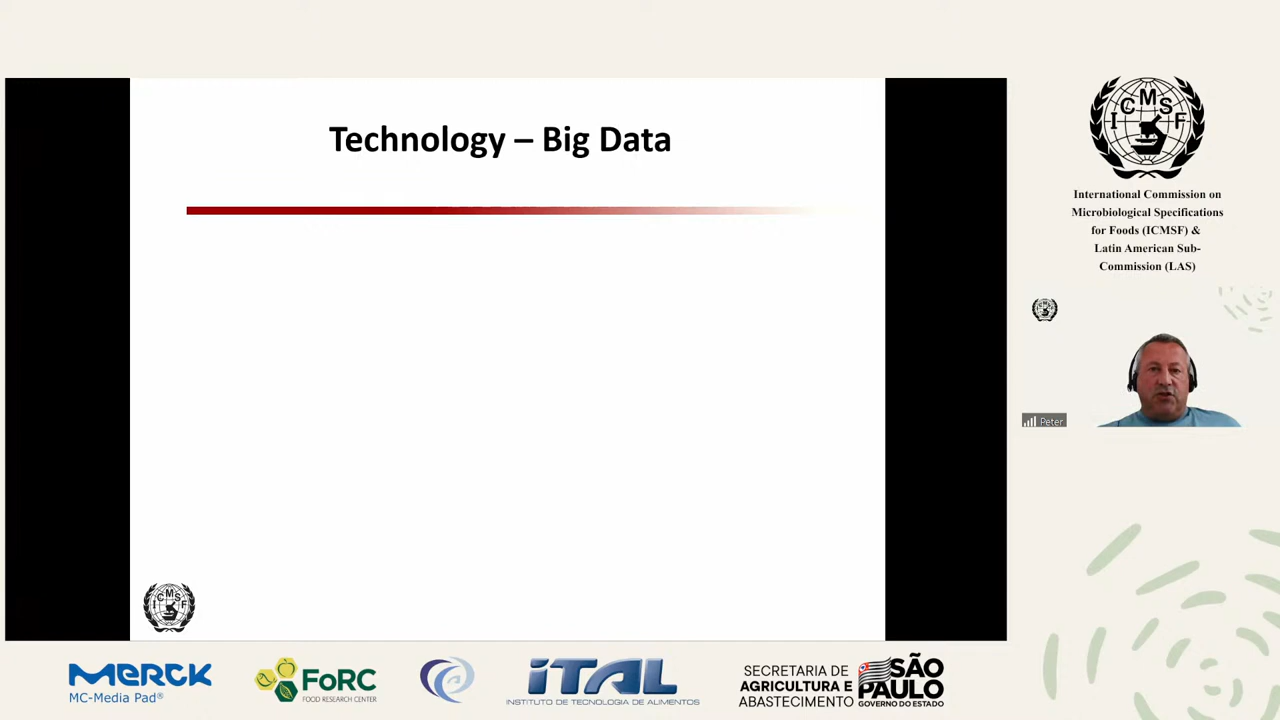 Technology – Big Data
ICMSF
International Commission on
Microbiological Specifications
for Foods (ICMSF) &
Latin American Sub-
Commission (LAS)
Peter
ICMSF
MERCK
MC-Media Pad®
FoRC
FOOD RESEARCH CENTER
iTAL
INSTITUTO DE TECNOLOGIA DE ALIMENTOS
SECRETARIA DE
AGRICULTURA E
ABASTECIMENTO
SÃO
PAULO
GOVERNO DO ESTADO